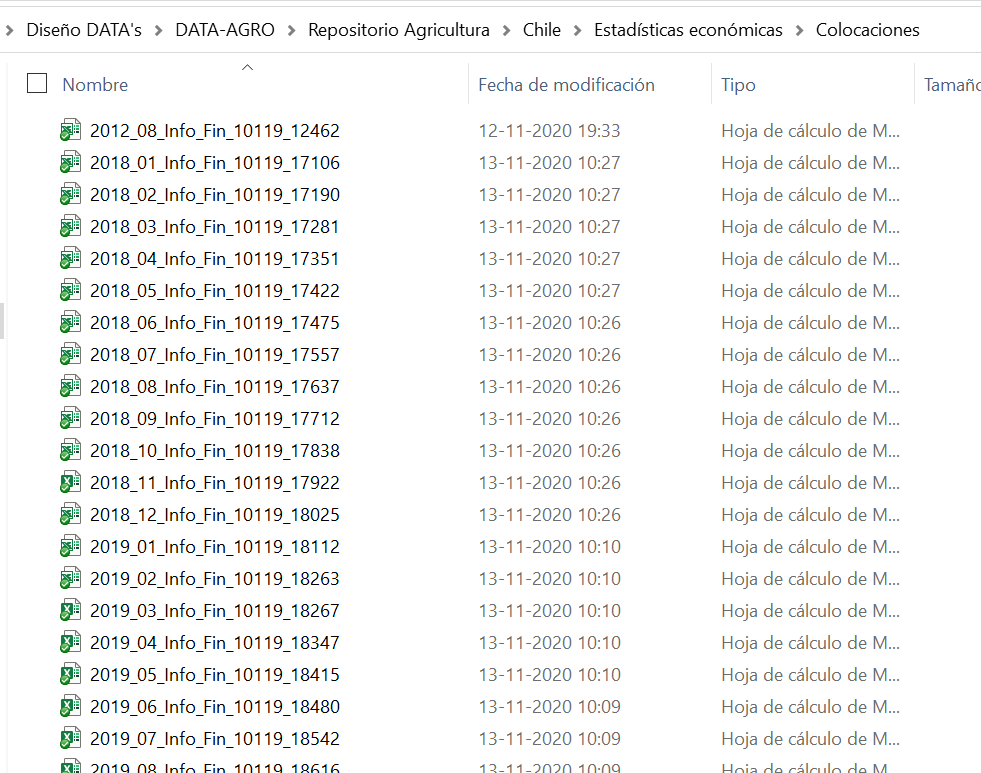 Diseño DATA's > DATA-AGRO > Repositorio Agricultura > Chile > Estadísticas económicas > Colocaciones
Nombre Fecha de modificación Tipo Tamaño
2012_08_Info_Fin_10119_12462 12-11-2020 19:33 Hoja de cálculo de M...
2018_01_Info_Fin_10119_17106 13-11-2020 10:27 Hoja de cálculo de M...
2018_02_Info_Fin_10119_17190 13-11-2020 10:27 Hoja de cálculo de M...
2018_03_Info_Fin_10119_17281 13-11-2020 10:27 Hoja de cálculo de M...
2018_04_Info_Fin_10119_17351 13-11-2020 10:27 Hoja de cálculo de M...
2018_05_Info_Fin_10119_17422 13-11-2020 10:27 Hoja de cálculo de M...
2018_06_Info_Fin_10119_17475 13-11-2020 10:26 Hoja de cálculo de M...
2018_07_Info_Fin_10119_17557 13-11-2020 10:26 Hoja de cálculo de M...
2018_08_Info_Fin_10119_17637 13-11-2020 10:26 Hoja de cálculo de M...
2018_09_Info_Fin_10119_17712 13-11-2020 10:26 Hoja de cálculo de M...
2018_10_Info_Fin_10119_17838 13-11-2020 10:26 Hoja de cálculo de M...
2018_11_Info_Fin_10119_17922 13-11-2020 10:26 Hoja de cálculo de M...
2018_12_Info_Fin_10119_18025 13-11-2020 10:26 Hoja de cálculo de M...
2019_01_Info_Fin_10119_18112 13-11-2020 10:10 Hoja de cálculo de M...
2019_02_Info_Fin_10119_18263 13-11-2020 10:10 Hoja de cálculo de M...
2019_03_Info_Fin_10119_18267 13-11-2020 10:10 Hoja de cálculo de M...
2019_04_Info_Fin_10119_18347 13-11-2020 10:10 Hoja de cálculo de M...
2019_05_Info_Fin_10119_18415 13-11-2020 10:10 Hoja de cálculo de M...
2019_06_Info_Fin_10119_18480 13-11-2020 10:09 Hoja de cálculo de M...
2019_07_Info_Fin_10119_18542 13-11-2020 10:09 Hoja de cálculo de M...
2019_08_Info_Fin_10119_18616 13-11-2020 10:09 Hoja de cálculo de M...